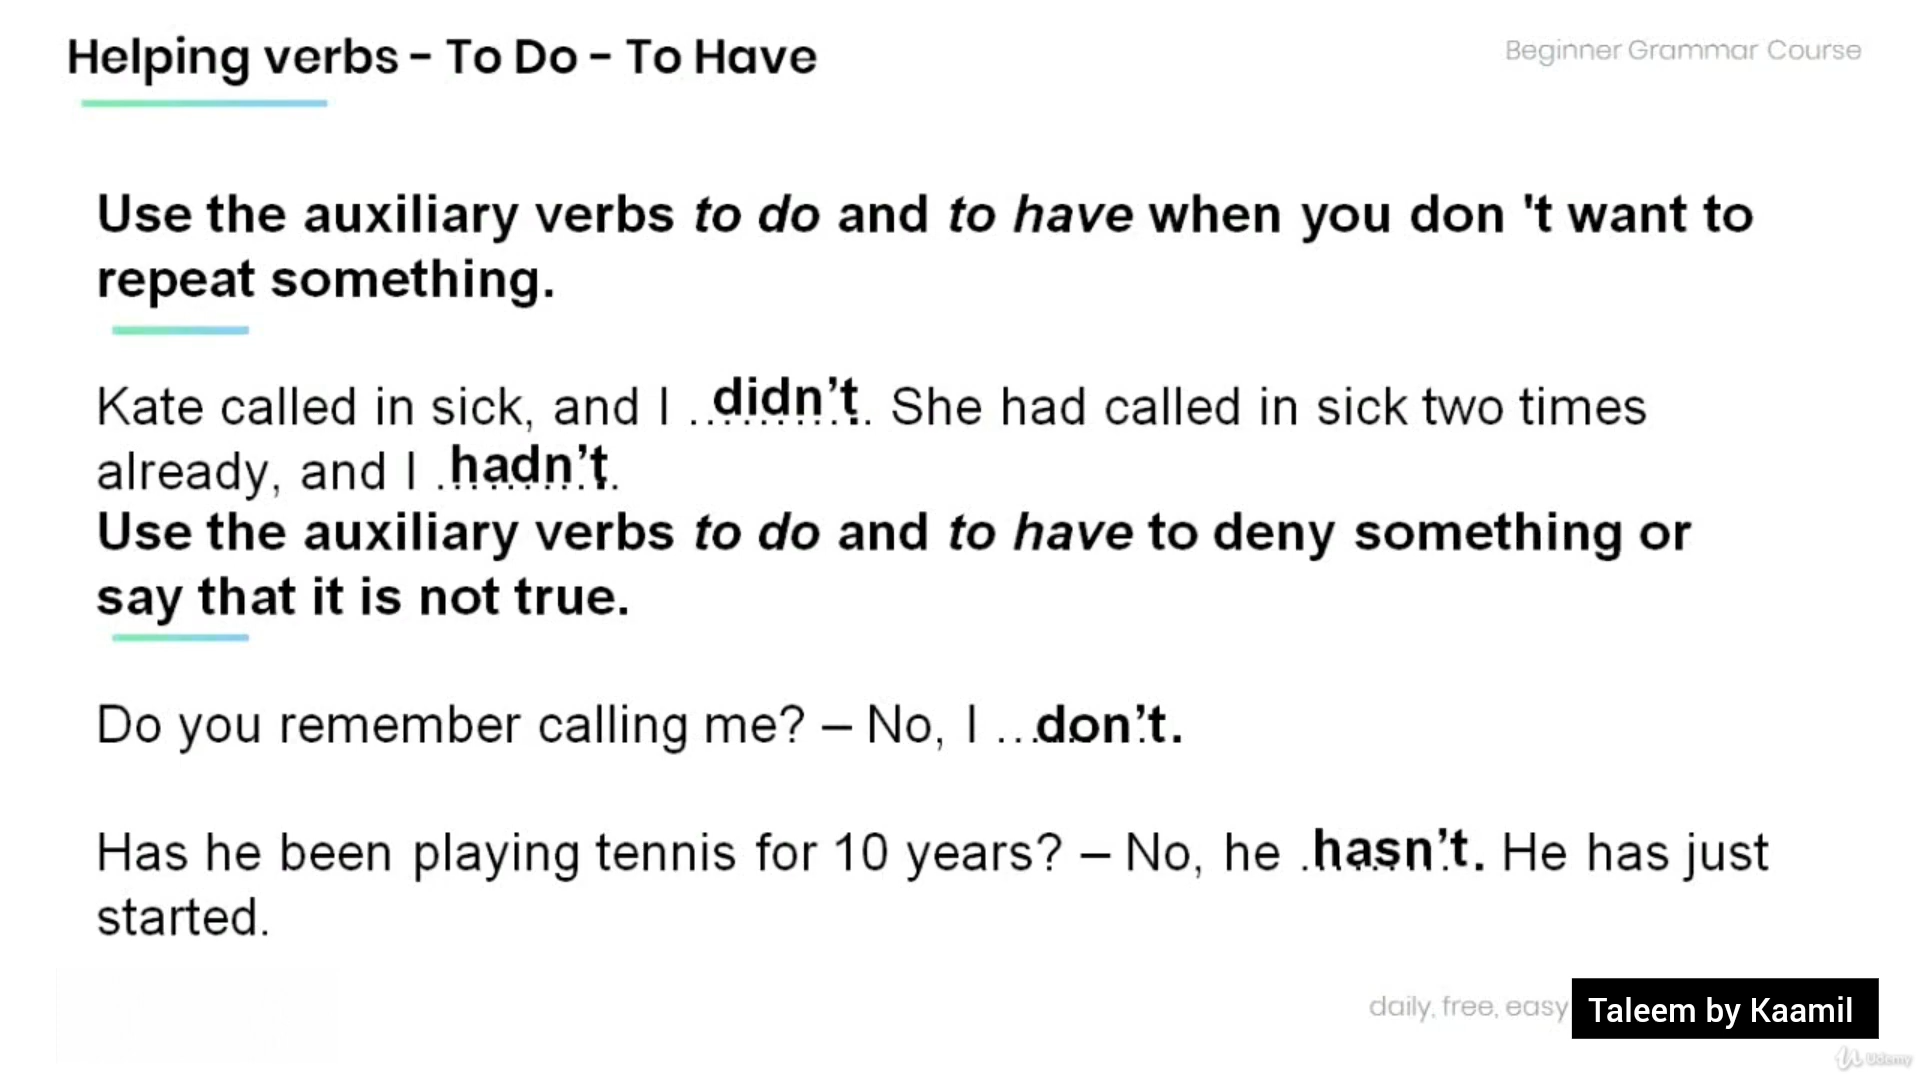 Helping verbs - To Do - To Have
Beginner Grammar Course
Use the auxiliary verbs to do and to have when you don 't want to
repeat something.
Kate called in sick, and I ..didn’t. She had called in sick two times
already, and I .hadn’t.
Use the auxiliary verbs to do and to have to deny something or
say that it is not true.
Do you remember calling me? – No, I ...don’t.
Has he been playing tennis for 10 years? – No, he .hasn’t. He has just
started.
daily, free, easy
Taleem by Kaamil
Udemy